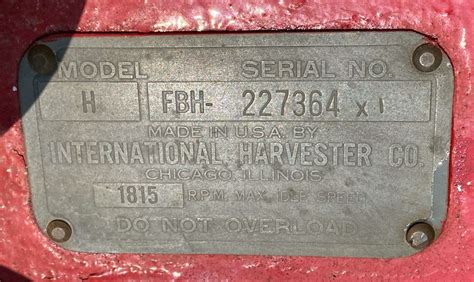 MODEL SERIAL NO.
H FBH- 227364 X1
MADE IN U.S.A. BY
INTERNATIONAL HARVESTER CO.
CHICAGO, ILLINOIS
1815 R.P.M. MAX. IDLE SPEED
DO NOT OVERLOAD